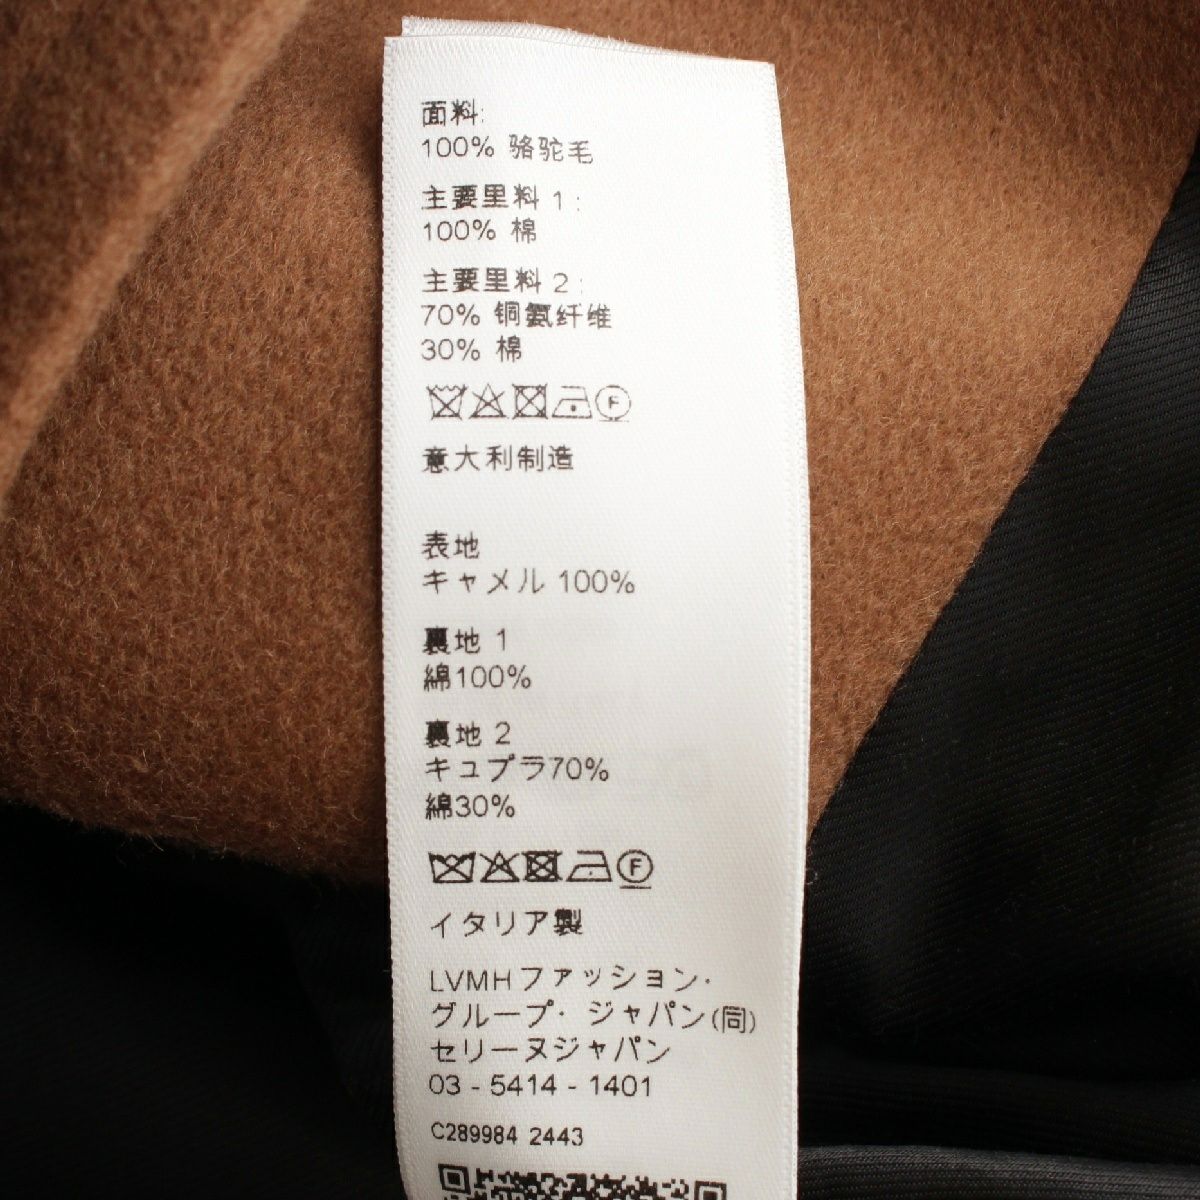 面料:
100% 骆驼毛
主要里料 1:
100% 棉
主要里料 2:
70% 铜氨纤维
30% 棉
F
意大利制造
表地
キャメル 100%
裏地 1
綿100%
裏地 2
キュプラ70%
綿30%
F
イタリア製
LVMHファッション・
グループ・ジャパン(同)
セリーヌジャパン
03 - 5414 - 1401
C289984 2443